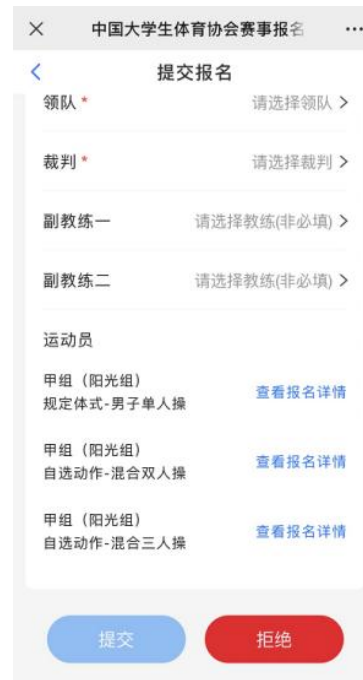 中国大学生体育协会赛事报名
提交报名
领队 * 请选择领队 >
裁判 * 请选择裁判 >
副教练一 请选择教练(非必填) >
副教练二 请选择教练(非必填) >
运动员
甲组（阳光组）
规定体式-男子单人操 查看报名详情
甲组（阳光组）
自选动作-混合双人操 查看报名详情
甲组（阳光组）
自选动作-混合三人操 查看报名详情
提交 拒绝